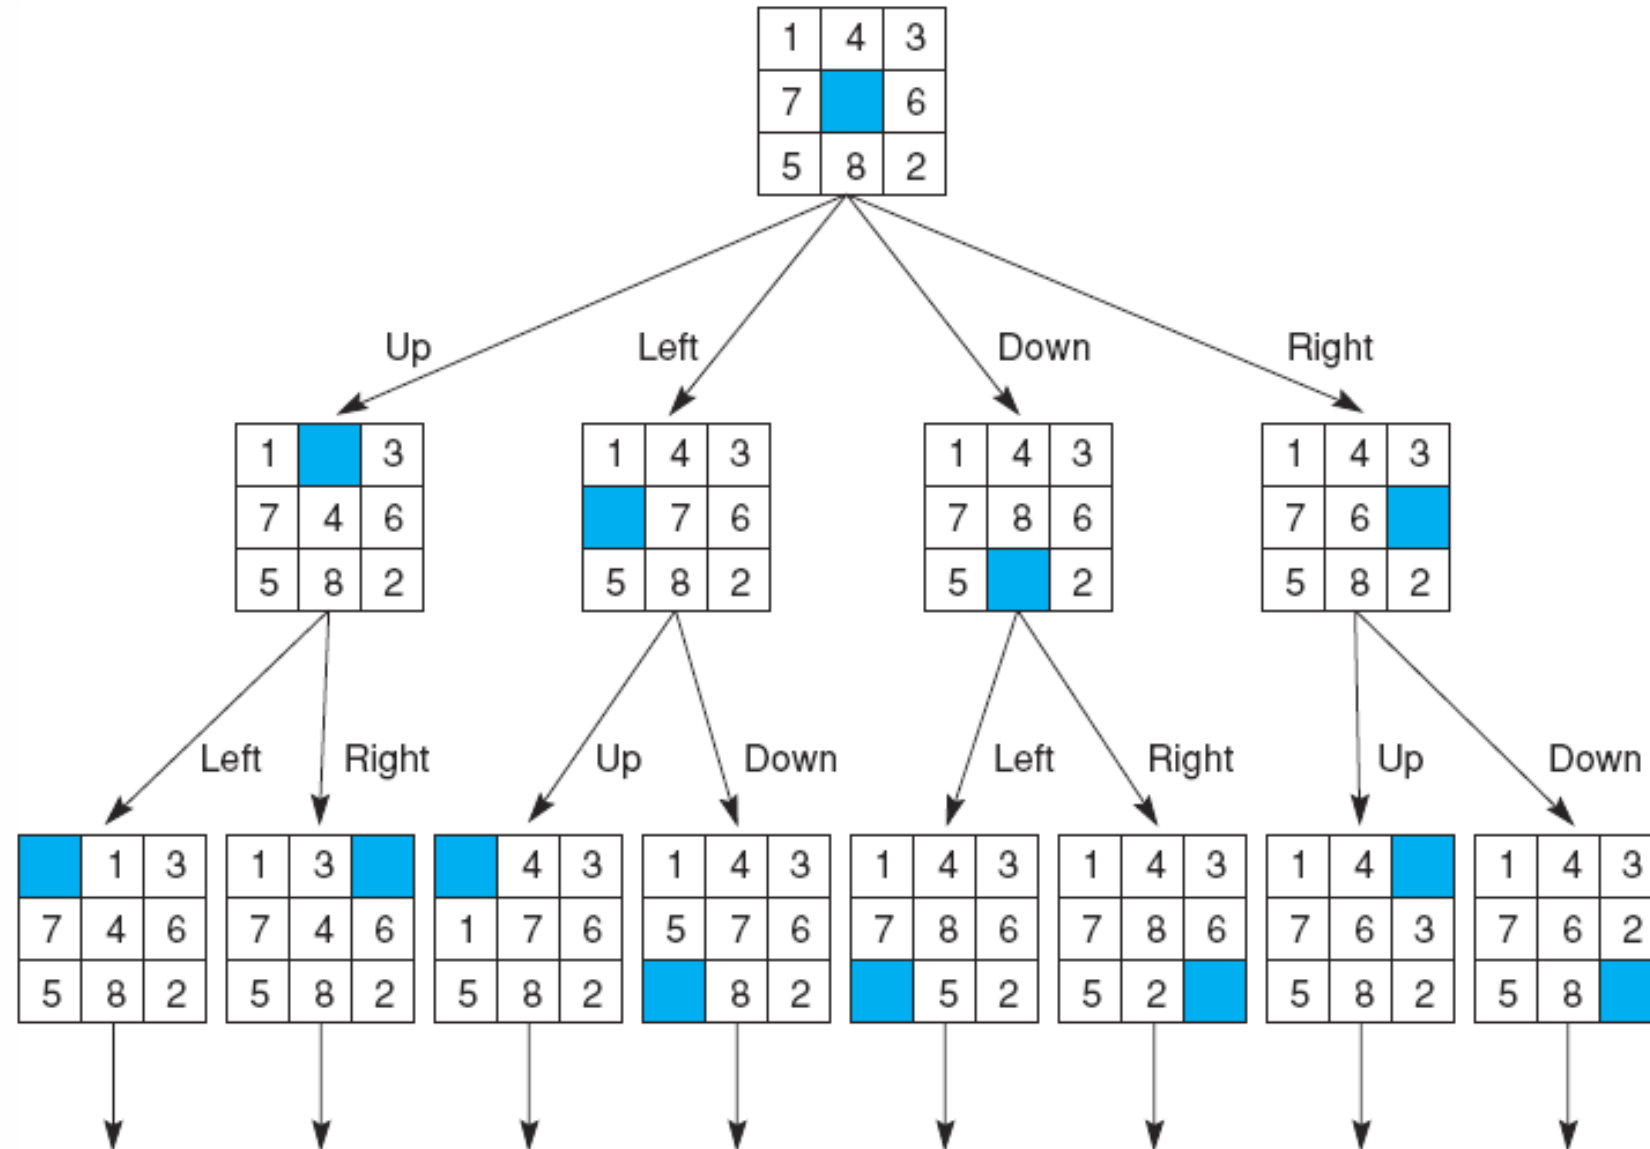 1 4 3
7 6
5 8 2
Up Left Down Right
1 3 1 4 3 1 4 3 1 4 3
7 4 6 7 6 7 8 6 7 6
5 8 2 5 8 2 5 2 5 8 2
Left Right Up Down Left Right Up Down
1 3 1 3 4 3 1 4 3 1 4 3 1 4 3 1 4 1 4 3
7 4 6 7 4 6 1 7 6 5 7 6 7 8 6 7 8 6 7 6 3 7 6 2
5 8 2 5 8 2 5 8 2 8 2 5 2 5 2 5 8 2 5 8